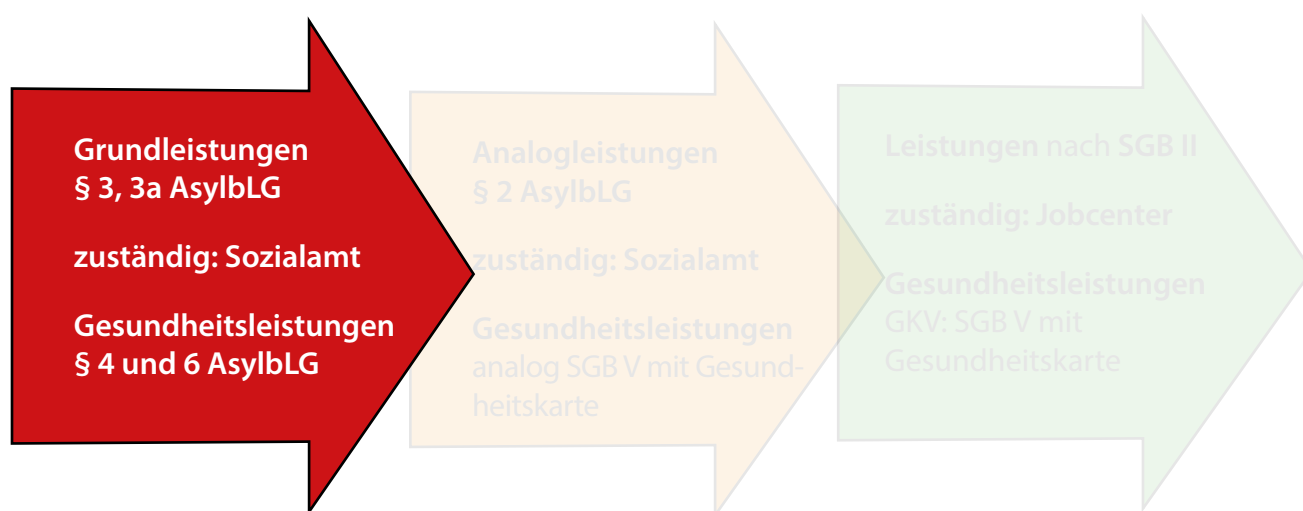 Grundleistungen
§ 3, 3a AsylbLG
zuständig: Sozialamt
Gesundheitsleistungen
§ 4 und 6 AsylbLG
Analogleistungen
§ 2 AsylbLG
zuständig: Sozialamt
Gesundheitsleistungen
analog SGB V mit Gesund-
heitskarte
Leistungen nach SGB II
zuständig: Jobcenter
Gesundheitsleistungen
GKV: SGB V mit
Gesundheitskarte